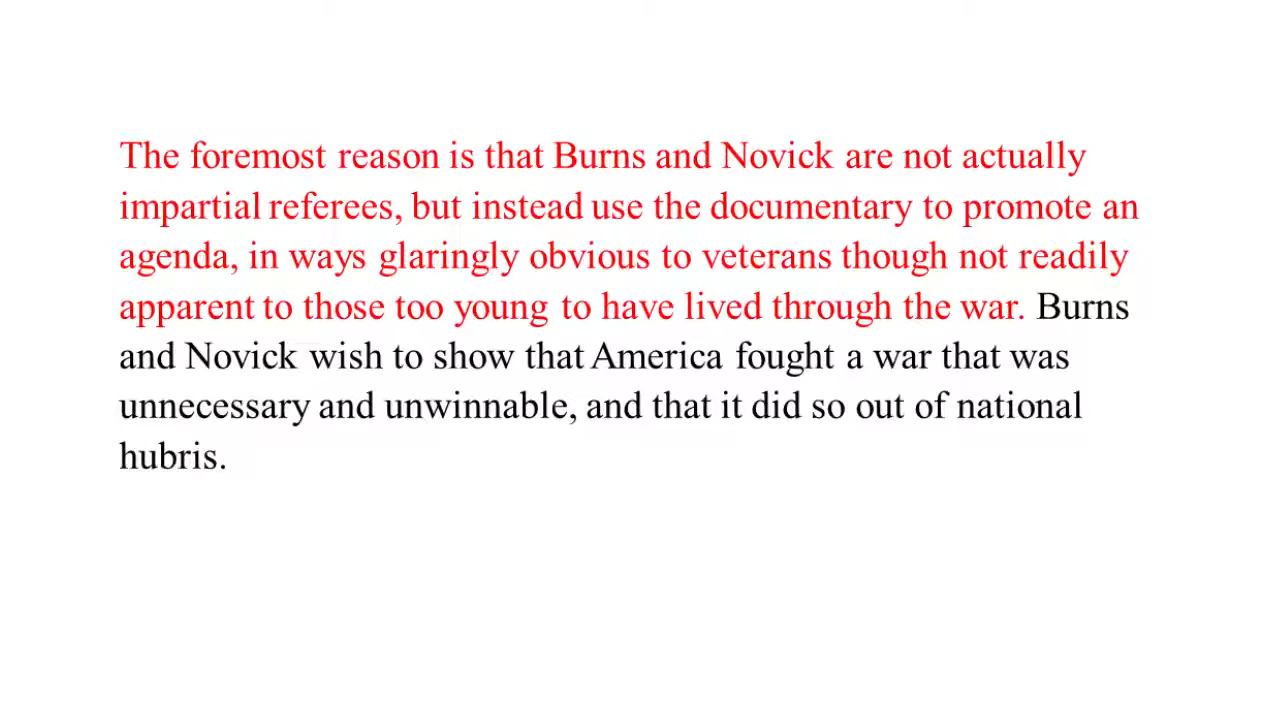 The foremost reason is that Burns and Novick are not actually
impartial referees, but instead use the documentary to promote an
agenda, in ways glaringly obvious to veterans though not readily
apparent to those too young to have lived through the war. Burns
and Novick wish to show that America fought a war that was
unnecessary and unwinnable, and that it did so out of national
hubris.